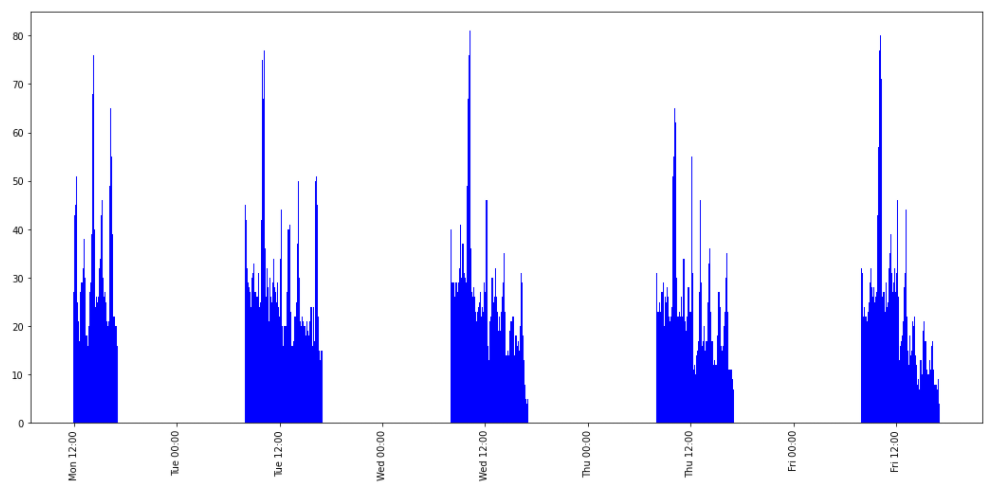 80
70
60
50
40
30
20
10
0
Mon 12:00
Tue 00:00
Tue 12:00
Wed 00:00
Wed 12:00
Thu 00:00
Thu 12:00
Fri 00:00
Fri 12:00